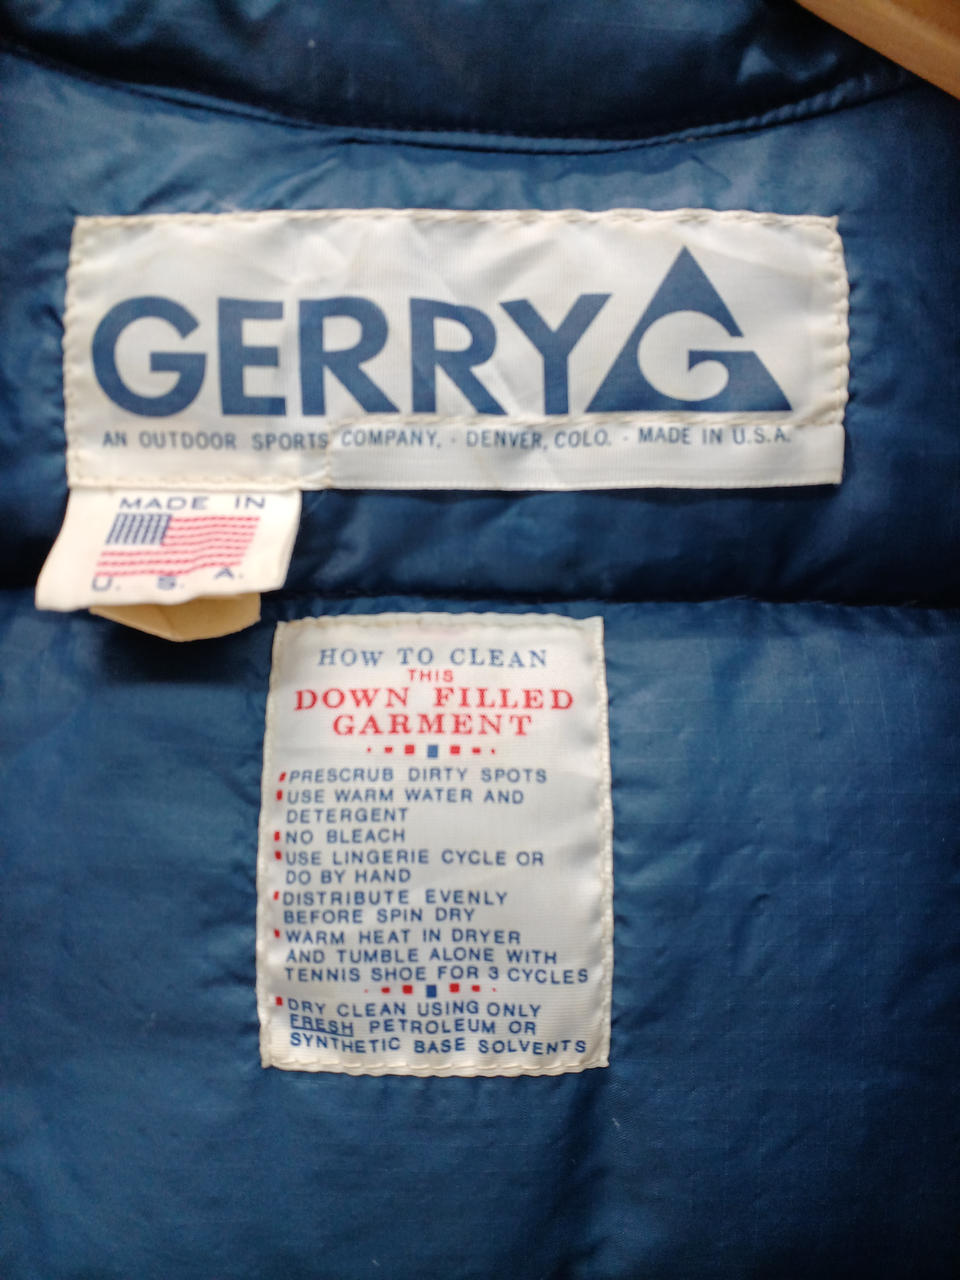 GERRY G
AN OUTDOOR SPORTS COMPANY, · DENVER, COLO. · MADE IN U.S.A.
MADE IN
U. S. A.
HOW TO CLEAN
THIS
DOWN FILLED
GARMENT
PRESCRUB DIRTY SPOTS
USE WARM WATER AND
DETERGENT
NO BLEACH
USE LINGERIE CYCLE OR
DO BY HAND
DISTRIBUTE EVENLY
BEFORE SPIN DRY
WARM HEAT IN DRYER
AND TUMBLE ALONE WITH
TENNIS SHOE FOR 3 CYCLES
DRY CLEAN USING ONLY
FRESH PETROLEUM OR
SYNTHETIC BASE SOLVENTS